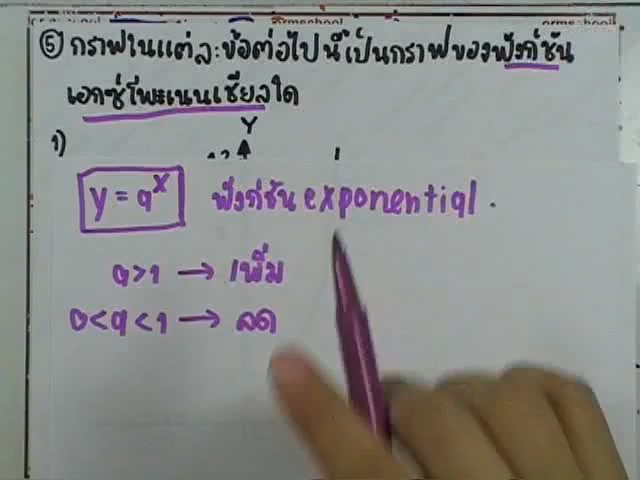 ⑤ กราฟในแต่ละข้อต่อไปนี้เป็นกราฟของฟังก์ชัน
เอกซ์โพเนนเชียลใด
1)
Y
y = a^x ฟังก์ชัน exponential.
a>1 → เพิ่ม
0<a<1 → ลด